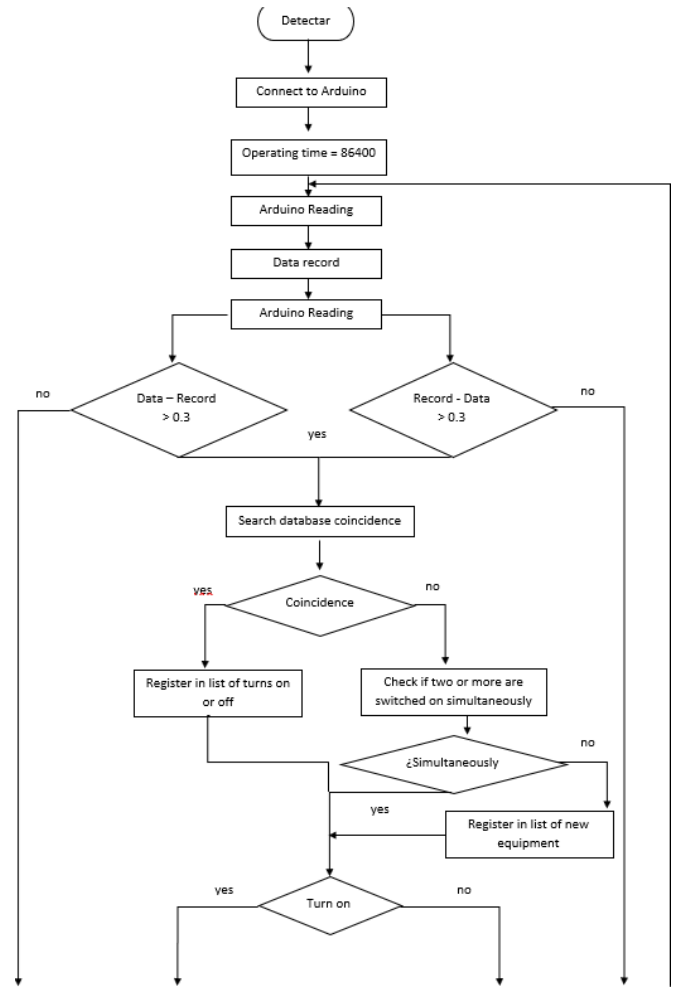 Detectar
Connect to Arduino
Operating time = 86400
Arduino Reading
Data record
Arduino Reading
no
Data – Record
> 0.3
Record - Data
> 0.3
no
yes
Search database coincidence
yes
Coincidence
no
Register in list of turns on
or off
Check if two or more are
switched on simultaneously
no
¿Simultaneously
yes
Register in list of new
equipment
yes
Turn on
no